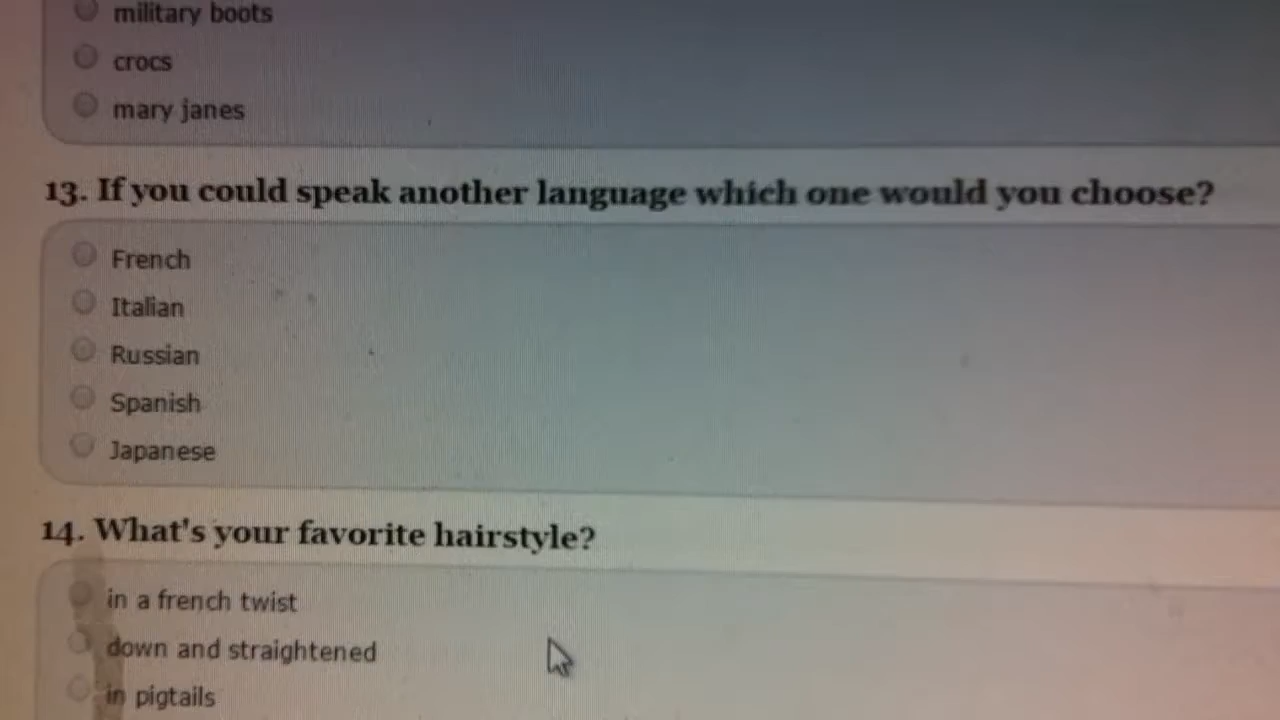 military boots
crocs
mary janes
13. If you could speak another language which one would you choose?
French
Italian
Russian
Spanish
Japanese
14. What's your favorite hairstyle?
in a french twist
down and straightened
in pigtails